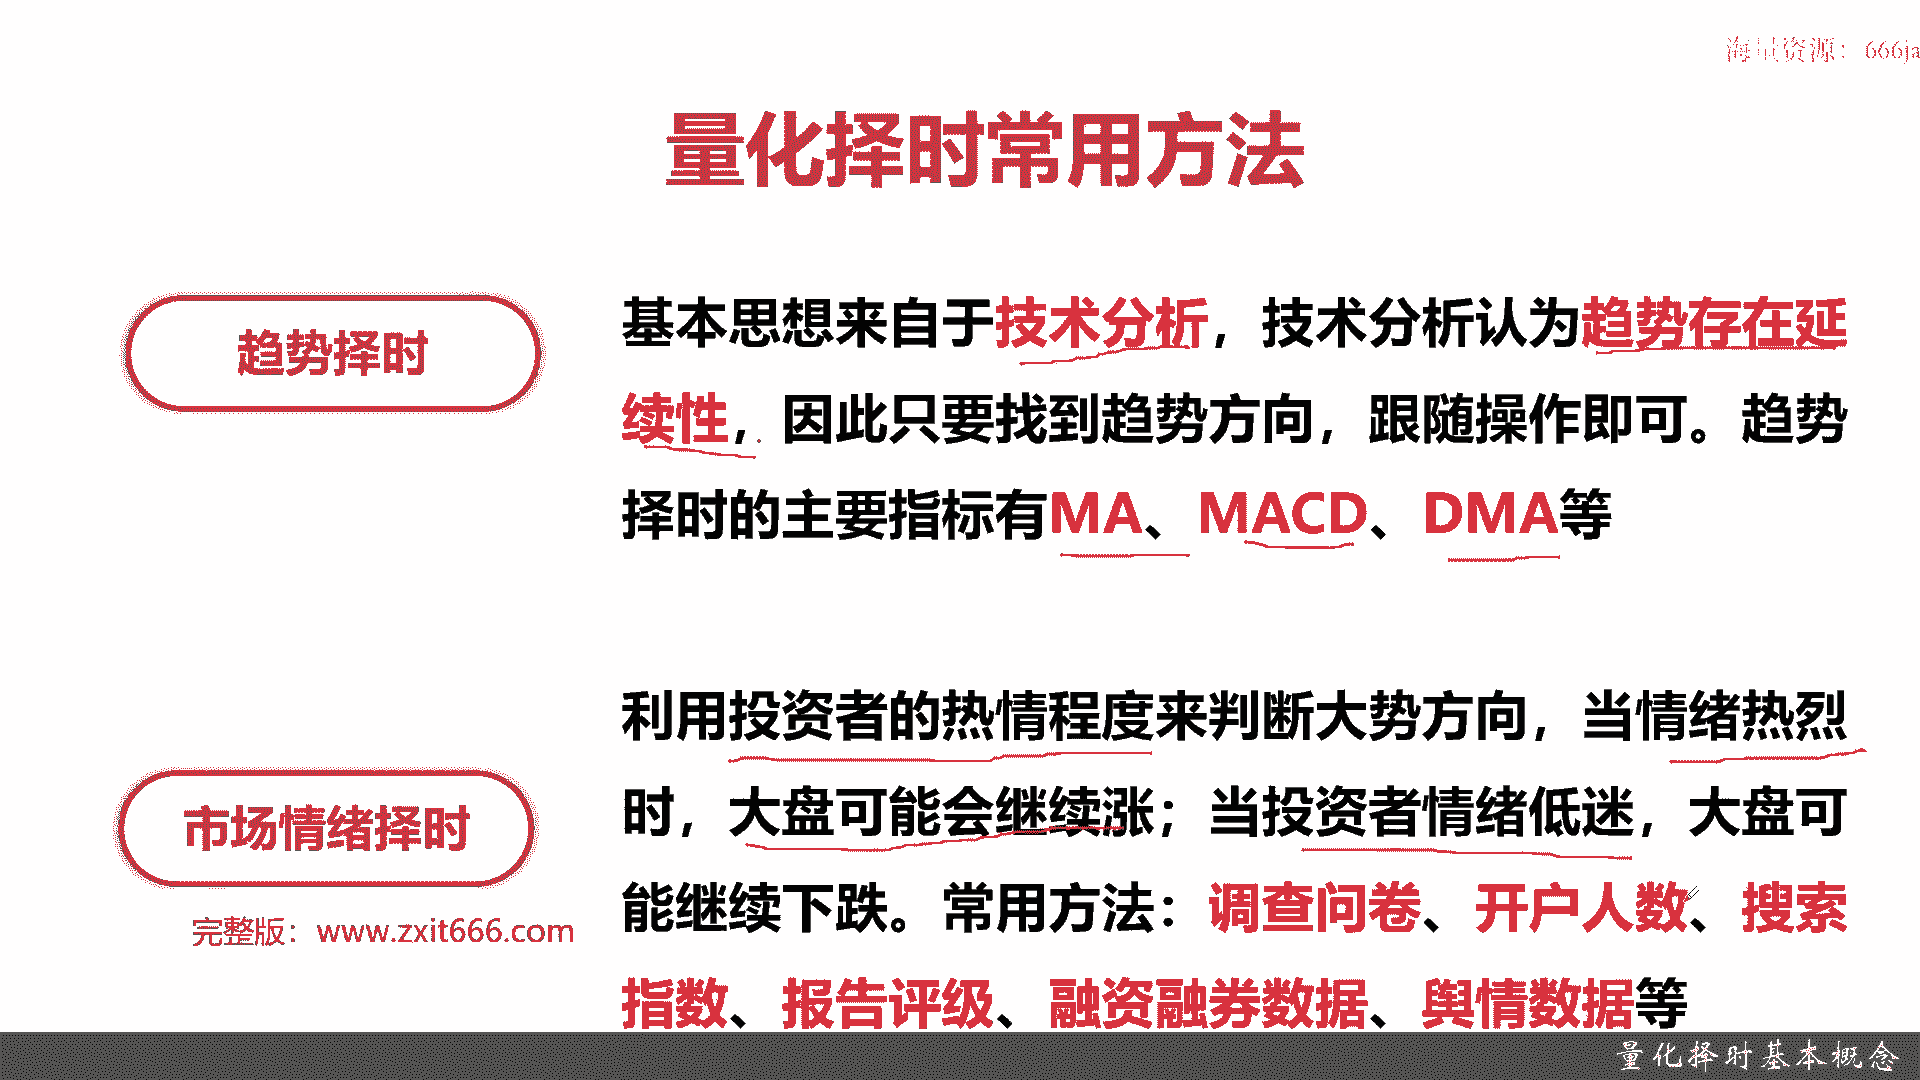 海量资源：666ja
量化择时常用方法
趋势择时
基本思想来自于技术分析，技术分析认为趋势存在延
续性，因此只要找到趋势方向，跟随操作即可。趋势
择时的主要指标有MA、MACD、DMA等
市场情绪择时
利用投资者的热情程度来判断大势方向，当情绪热烈
时，大盘可能会继续涨；当投资者情绪低迷，大盘可
能继续下跌。常用方法：调查问卷、开户人数、搜索
指数、报告评级、融资融券数据、舆情数据等
完整版：www.zxit666.com
量化择时基本概念